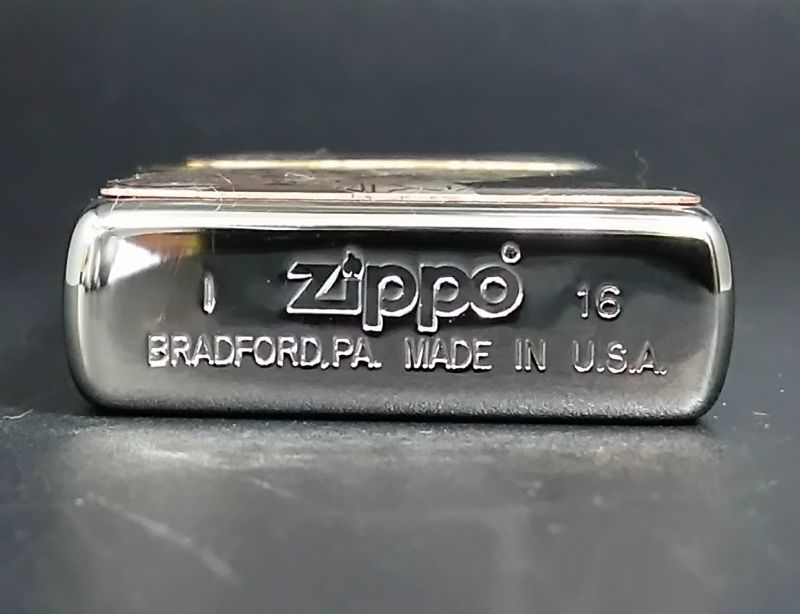 I zippo® 16
BRADFORD,PA. MADE IN U.S.A.